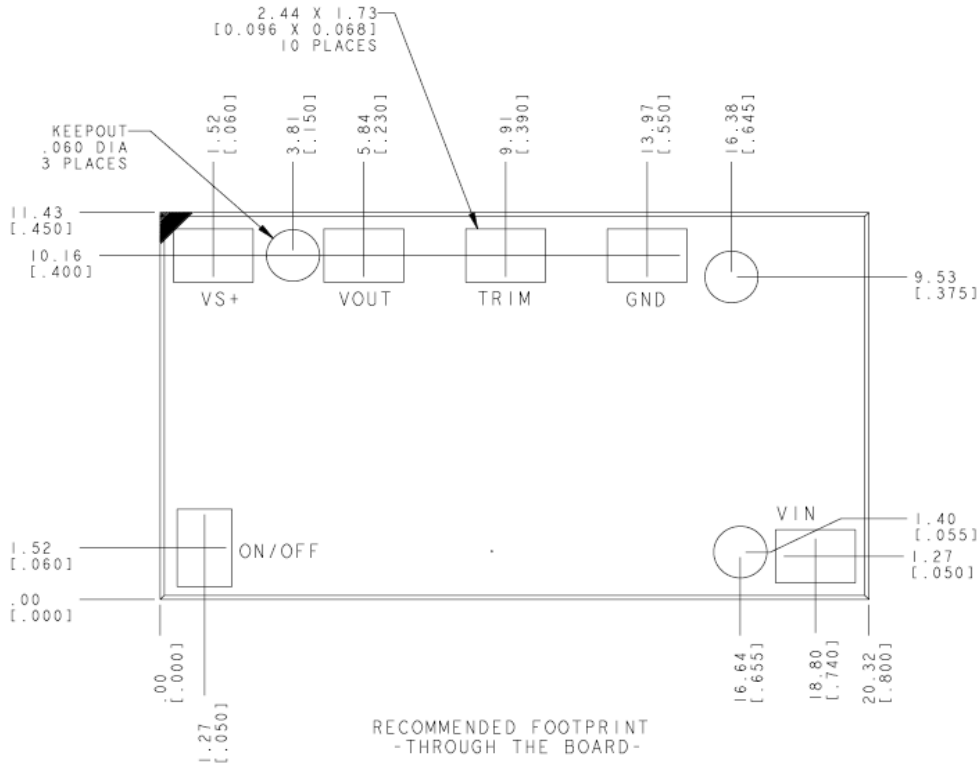 2.44 X 1.73
[0.096 X 0.068]
10 PLACES
KEEPOUT
.060 DIA
3 PLACES
1.52
[.060]
3.81
[.150]
5.84
[.230]
9.91
[.390]
13.97
[.550]
16.38
[.645]
11.43
[.450]
10.16
[.400]
9.53
[.375]
VS+
VOUT
TRIM
GND
VIN
ON/OFF
1.52
[.060]
.00
[.000]
1.40
[.055]
1.27
[.050]
.00
[.000]
1.27
[.050]
16.64
[.655]
18.80
[.740]
20.32
[.800]
RECOMMENDED FOOTPRINT
-THROUGH THE BOARD-